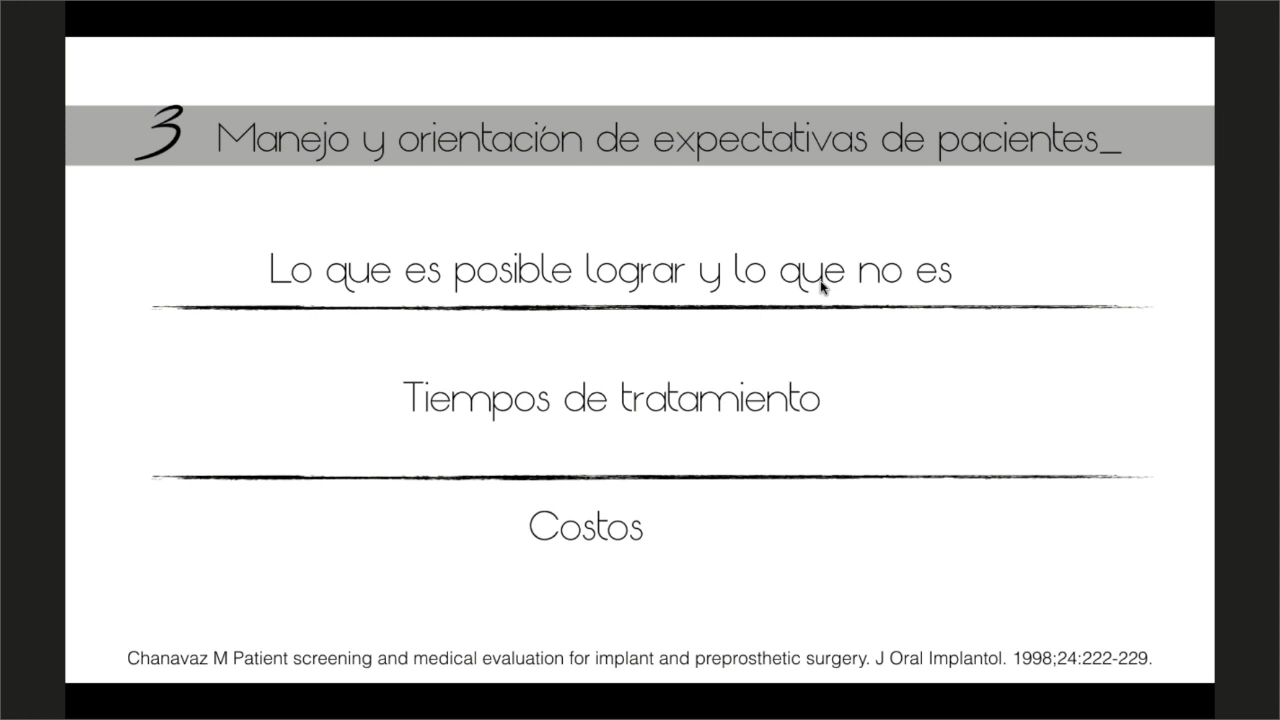 3 Manejo y orientación de expectativas de pacientes_
Lo que es posible lograr y lo que no es
Tiempos de tratamiento
Costos
Chanavaz M Patient screening and medical evaluation for implant and preprosthetic surgery. J Oral Implantol. 1998;24:222-229.